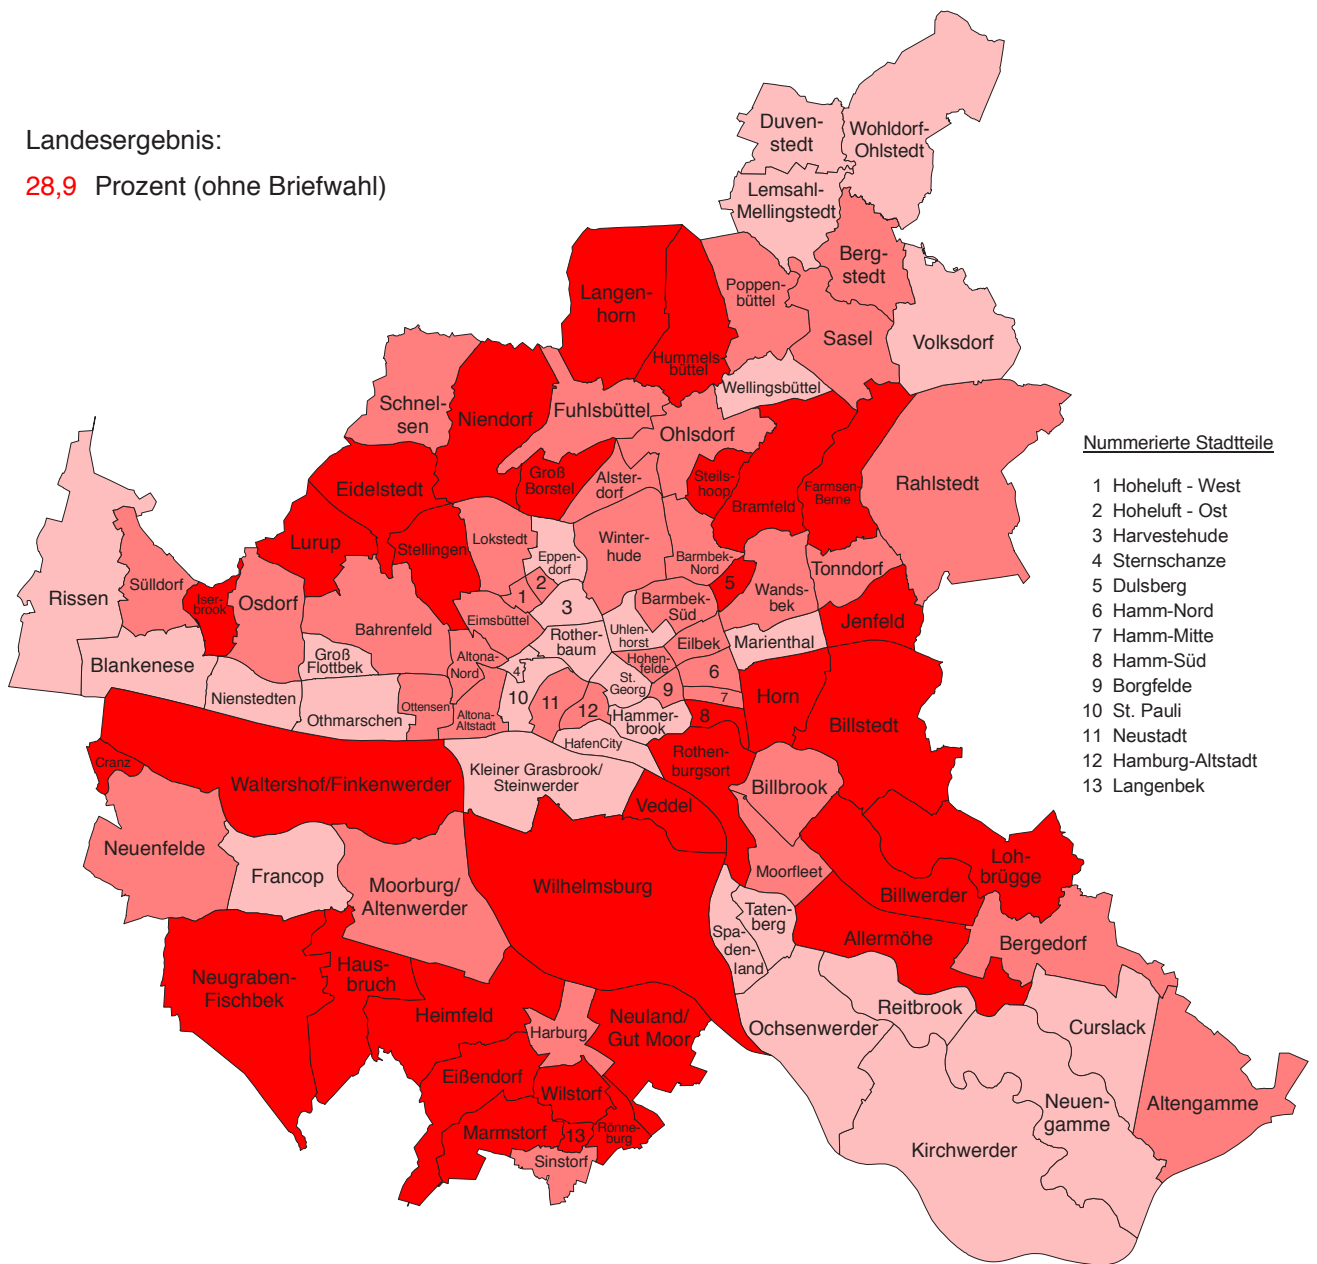 Landesergebnis:
28,9 Prozent (ohne Briefwahl)
Duven-
stedt
Wohldorf-
Ohlstedt
Lemsahl-
Mellingstedt
Berg-
stedt
Poppen-
büttel
Langen-
horn
Hummels-
büttel
Sasel
Volksdorf
Wellingsbüttel
Schnel-
sen
Niendorf
Fuhlsbüttel
Ohlsdorf
Nummerierte Stadtteile
1 Hoheluft - West
2 Hoheluft - Ost
3 Harvestehude
4 Sternschanze
5 Dulsberg
6 Hamm-Nord
7 Hamm-Mitte
8 Hamm-Süd
9 Borgfelde
10 St. Pauli
11 Neustadt
12 Hamburg-Altstadt
13 Langenbek
Eidelstedt
Groß
Borstel
Alster-
dorf
Steils-
hoop
Bramfeld
Farmsen-
Berne
Rahlstedt
Lurup
Stellingen
Lokstedt
Eppen-
dorf
Winter-
hude
Barmbek-
Nord
5
Wands-
bek
Tonndorf
Rissen
Sülldorf
Iser-
brook
Osdorf
Bahrenfeld
Eimsbüttel
1
2
3
Barmbek-
Süd
Jenfeld
Blankenese
Groß
Flottbek
Altona-
Nord
Rother-
baum
Uhlen-
horst
Eilbek
Marienthal
Hohen-
felde
Nienstedten
Othmarschen
Ottensen
Altona-
Altstadt
4
10
11
12
St.
Georg
9
6
7
8
Horn
Billstedt
Hammer-
brook
HafenCity
Cranz
Waltershof/Finkenwerder
Kleiner Grasbrook/
Steinwerder
Rothen-
burgsort
Billbrook
Veddel
Neuenfelde
Francop
Moorburg/
Altenwerder
Wilhelmsburg
Moorfleet
Loh-
brügge
Billwerder
Taten-
berg
Spa-
den-
land
Allermöhe
Bergedorf
Neugraben-
Fischbek
Haus-
bruch
Heimfeld
Harburg
Neuland/
Gut Moor
Ochsenwerder
Reitbrook
Curslack
Eißendorf
Wilstorf
Neuen-
gamme
Altengamme
Marmstorf
13
Rönne-
burg
Sinstorf
Kirchwerder